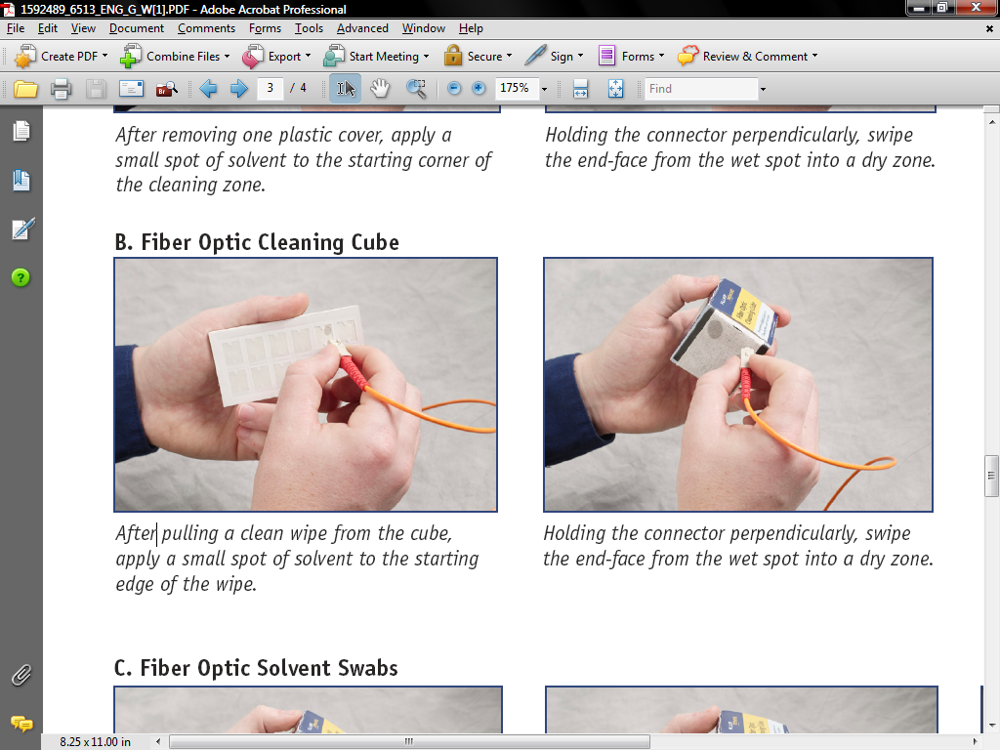 1592489_6513_ENG_G_W[1].PDF - Adobe Acrobat Professional
File Edit View Document Comments Forms Tools Advanced Window Help
Create PDF Combine Files Export Start Meeting Secure Sign Forms Review & Comment
3 / 4 175% Find
After removing one plastic cover, apply a
small spot of solvent to the starting corner of
the cleaning zone.
Holding the connector perpendicularly, swipe
the end-face from the wet spot into a dry zone.
B. Fiber Optic Cleaning Cube
Fiber Optic
Cleaning Cube
After pulling a clean wipe from the cube,
apply a small spot of solvent to the starting
edge of the wipe.
Holding the connector perpendicularly, swipe
the end-face from the wet spot into a dry zone.
C. Fiber Optic Solvent Swabs
8.25 x 11.00 in